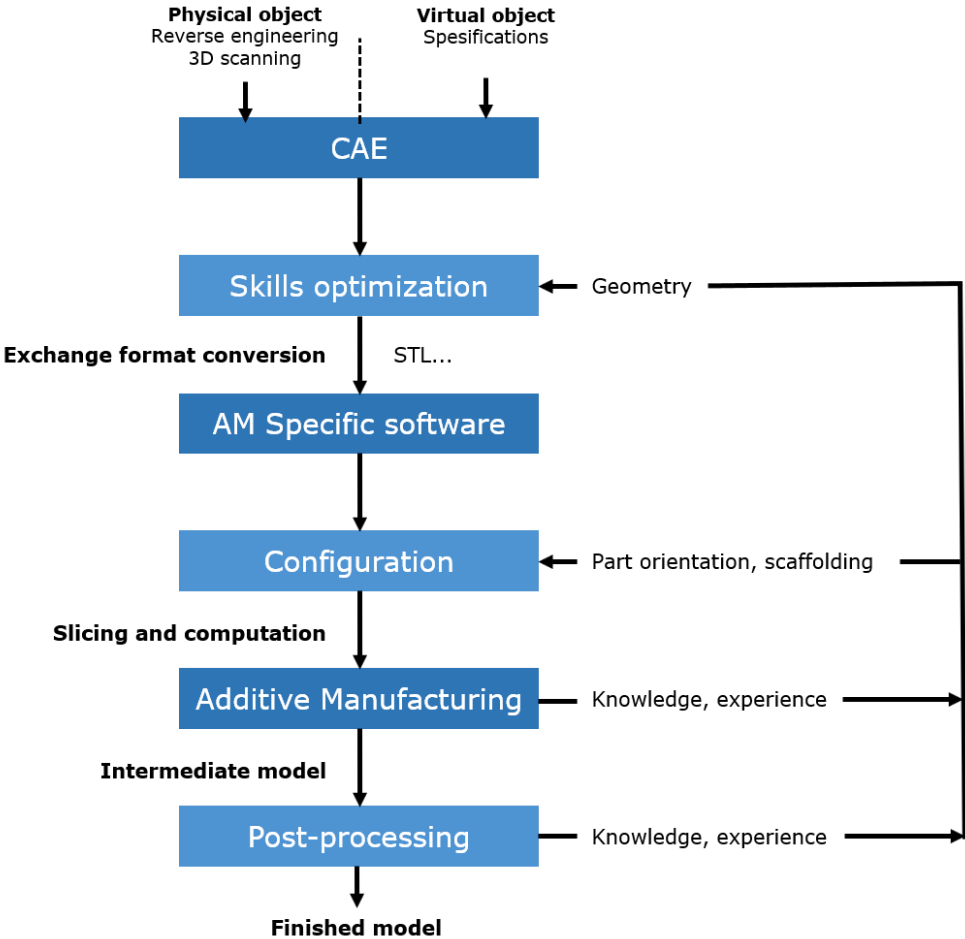 Physical object
Reverse engineering
3D scanning
Virtual object
Spesifications
CAE
Skills optimization
Geometry
Exchange format conversion
STL...
AM Specific software
Configuration
Part orientation, scaffolding
Slicing and computation
Additive Manufacturing
Knowledge, experience
Intermediate model
Post-processing
Knowledge, experience
Finished model